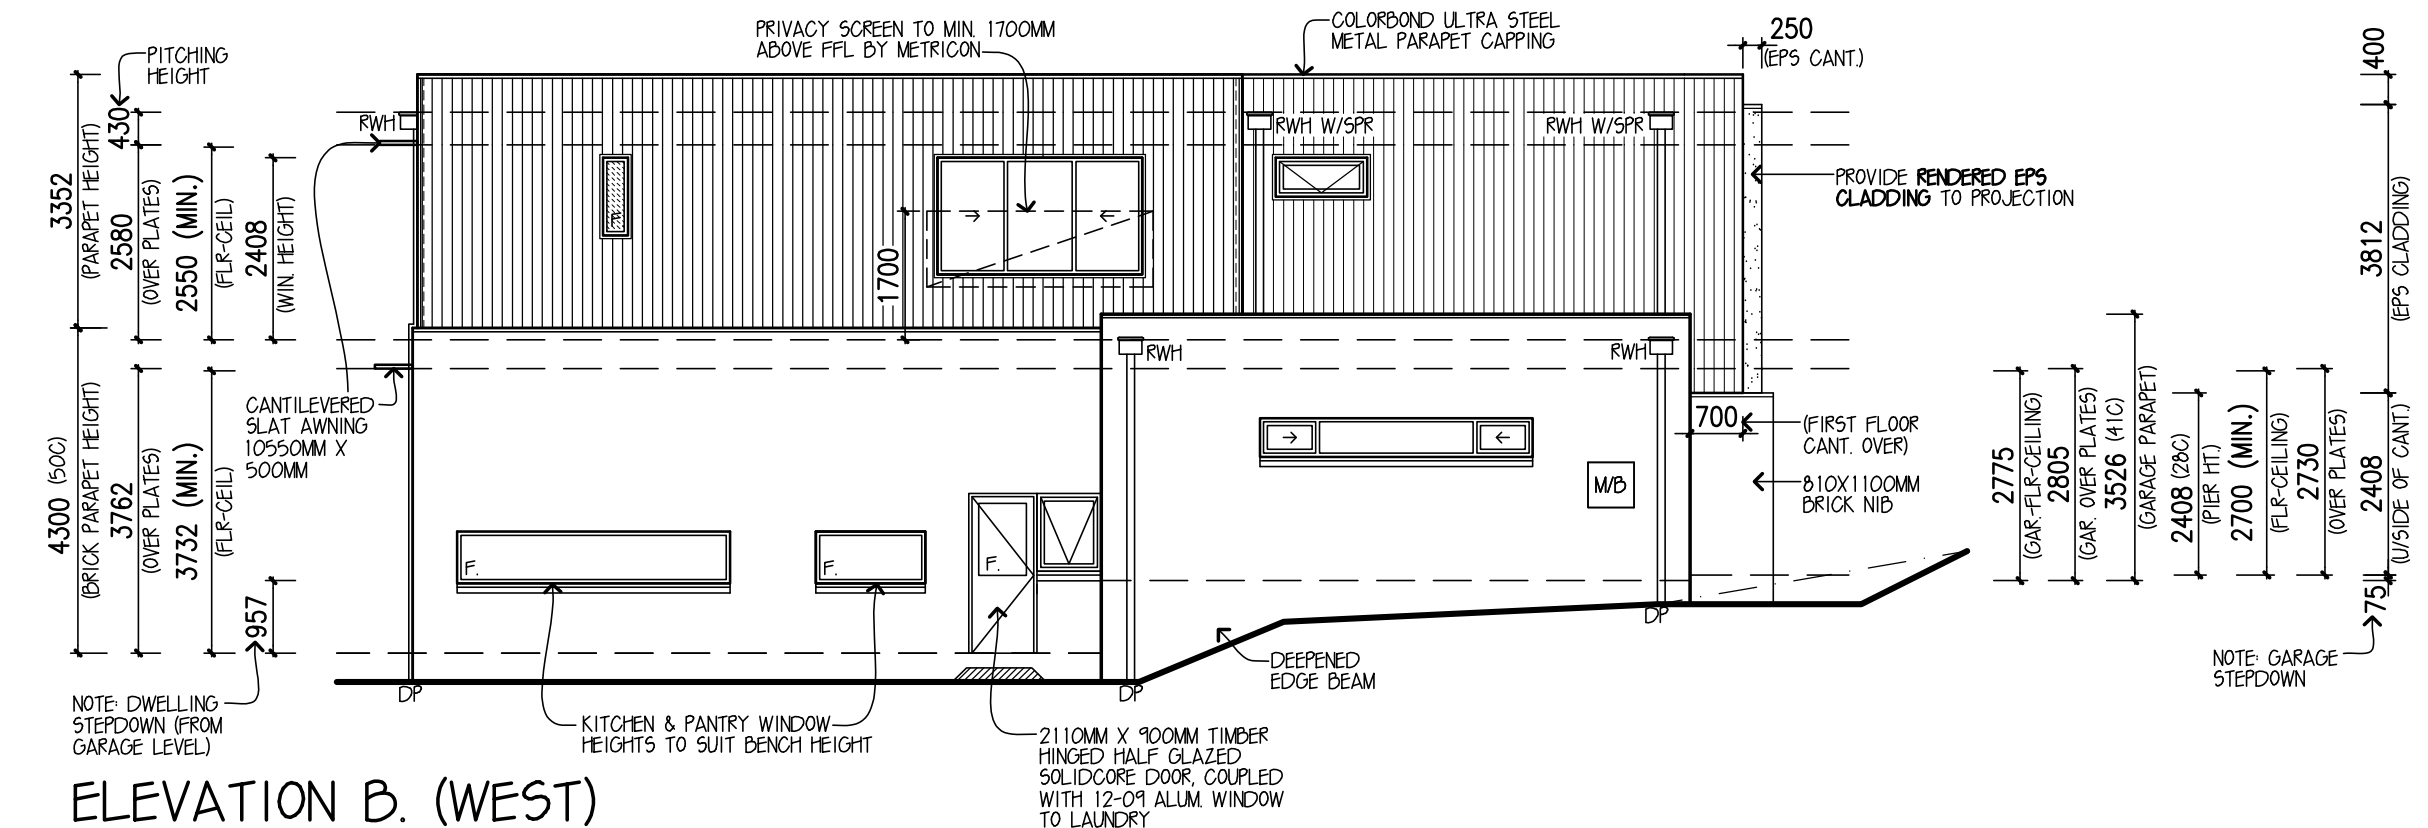 PRIVACY SCREEN TO MIN. 1700MM
ABOVE FFL BY METRICON
COLORBOND ULTRA STEEL
METAL PARAPET CAPPING
250
(EPS CANT.)
PITCHING
HEIGHT
3352
(PARAPET HEIGHT)
430
2580
(OVER PLATES)
2550 (MIN.)
(FLR-CEIL)
2408
(WIN. HEIGHT)
RWH
RWH W/SPR
RWH W/SPR
F.
1700
PROVIDE RENDERED EPS
CLADDING TO PROJECTION
400
3812
(EPS CLADDING)
RWH
RWH
CANTILEVERED
SLAT AWNING
10550MM X
500MM
4300 (50C)
(BRICK PARAPET HEIGHT)
3762
(OVER PLATES)
3732 (MIN.)
(FLR-CEIL)
957
700
(FIRST FLOOR
CANT. OVER)
810X1100MM
BRICK NIB
M/B
F.
F.
F.
2775
(GAR.-FLR-CEILING)
2805
(GAR. OVER PLATES)
3526 (41C)
(GARAGE PARAPET)
2408 (28C)
(PIER HT.)
2700 (MIN.)
(FLR-CEILING)
2730
(OVER PLATES)
2408
(U/SIDE OF CANT.)
75
DP
DP
DP
NOTE: DWELLING
STEPDOWN (FROM
GARAGE LEVEL)
KITCHEN & PANTRY WINDOW
HEIGHTS TO SUIT BENCH HEIGHT
DEEPENED
EDGE BEAM
2110MM X 900MM TIMBER
HINGED HALF GLAZED
SOLIDCORE DOOR, COUPLED
WITH 12-09 ALUM. WINDOW
TO LAUNDRY
NOTE: GARAGE
STEPDOWN
ELEVATION B. (WEST)